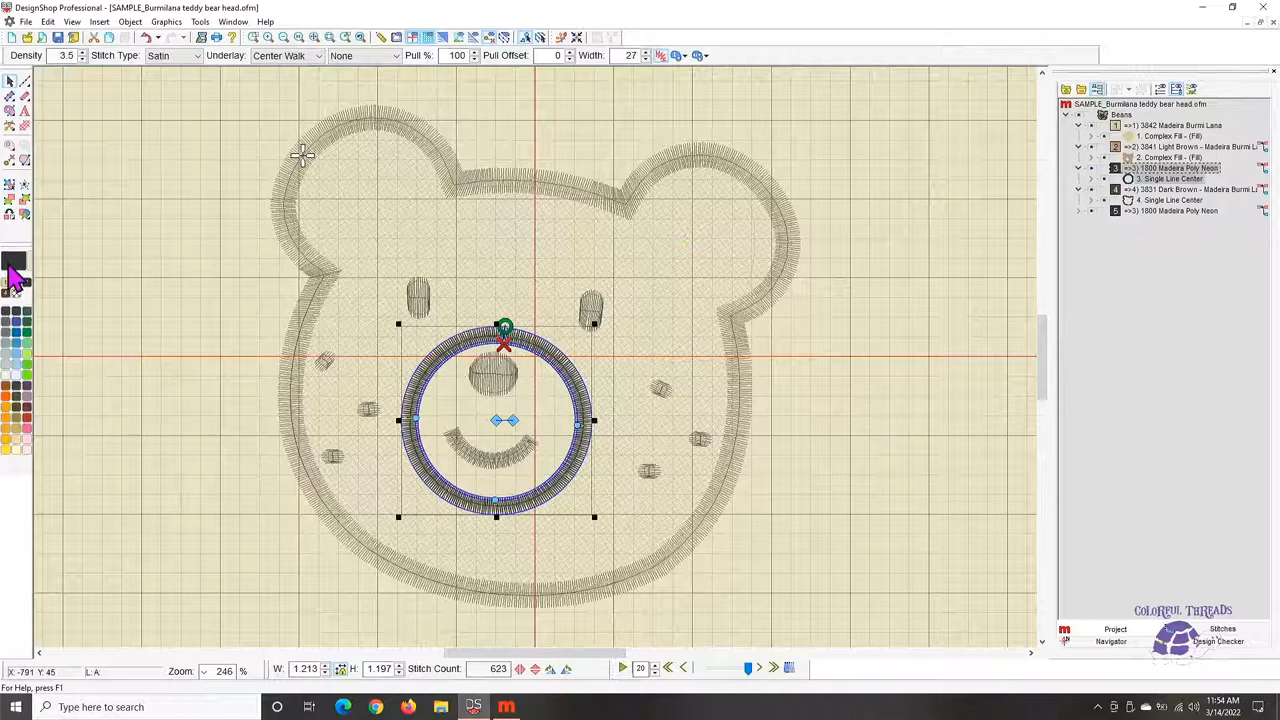 DesignShop Professional - [SAMPLE_Burmilana teddy bear head.ofm]
File Edit View Insert Object Graphics Tools Window Help
Density 3.5 Stitch Type: Satin Underlay: Center Walk None Pull % 100 Pull Offset: 0 Width: 27
SAMPLE_Burmilana teddy bear head.ofm
Beans
1 =>1) 3842 Madeira Burmi Lana
1. Complex Fill - (Fill)
2 =>2) 3841 Light Brown - Madeira Burmi L
2. Complex Fill - (Fill)
3 =>3) 1800 Madeira Poly Neon
3. Single Line Center
4 =>4) 3831 Dark Brown - Madeira Burmi L
4. Single Line Center
5 =>3) 1800 Madeira Poly Neon
COLORFUL THREADS
Project Stitches
Navigator Design Checker
X: -791 Y: 45 L: A: Zoom: 246 % W: 1.213 H: 1.197 Stitch Count: 623 20
For Help, press F1
Type here to search
DS
11:54 AM
3/14/2022